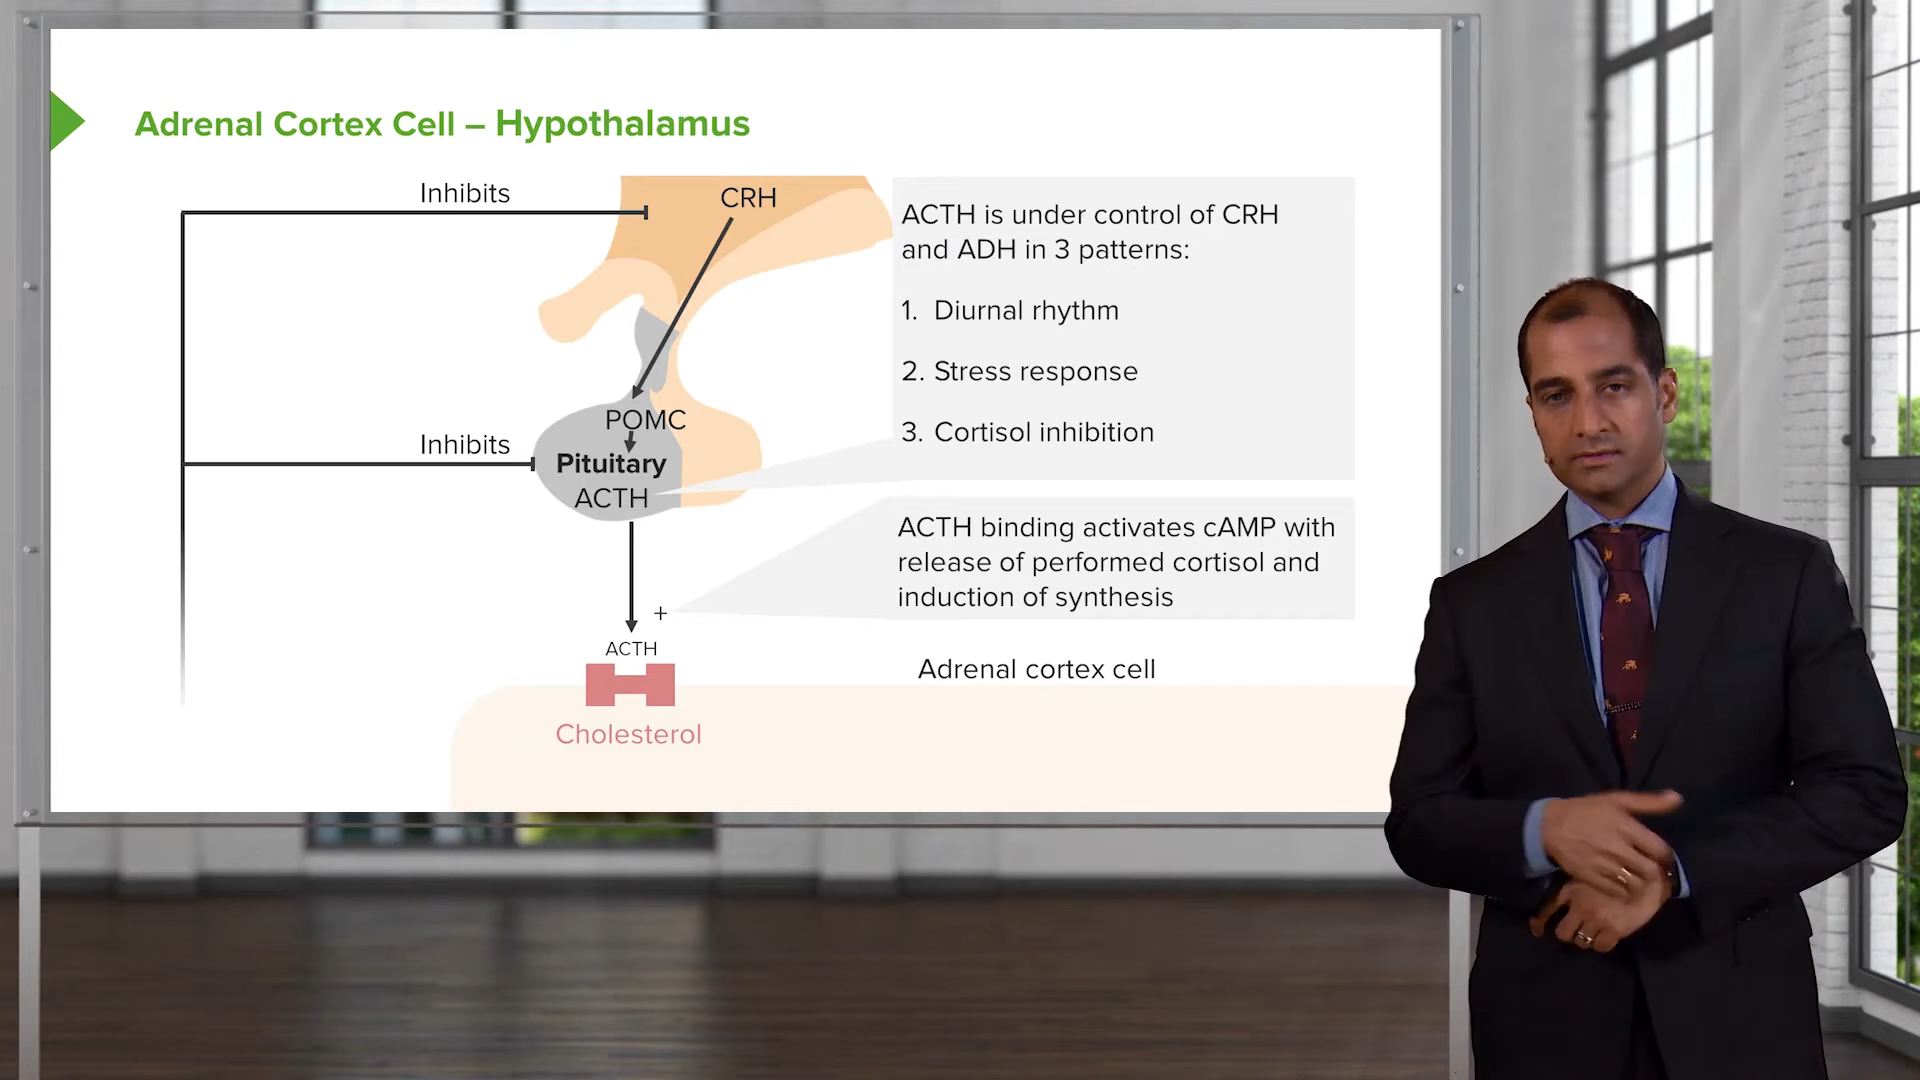 Adrenal Cortex Cell – Hypothalamus
Inhibits
CRH
ACTH is under control of CRH
and ADH in 3 patterns:
1. Diurnal rhythm
2. Stress response
3. Cortisol inhibition
POMC
Inhibits
Pituitary
ACTH
ACTH binding activates cAMP with
release of performed cortisol and
induction of synthesis
+
ACTH
Adrenal cortex cell
Cholesterol